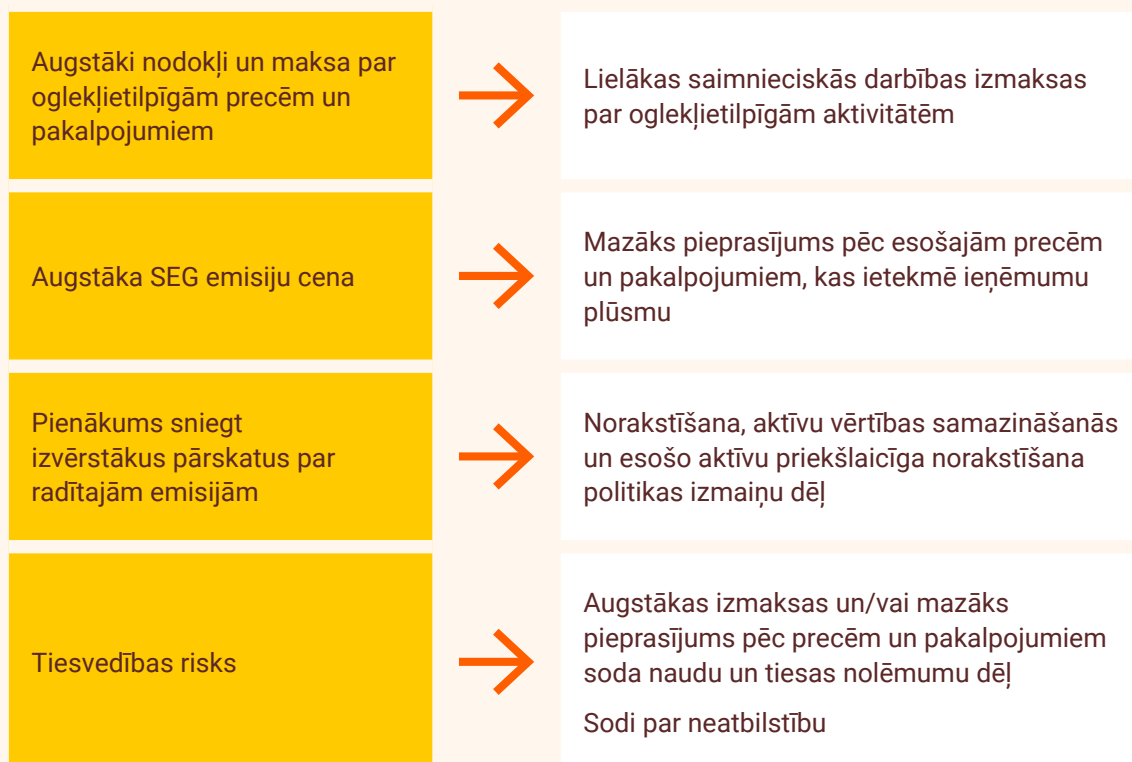 Augstāki nodokļi un maksa par
oglekļietilpīgām precēm un
pakalpojumiem
Lielākas saimnieciskās darbības izmaksas
par oglekļietilpīgām aktivitātēm
Augstāka SEG emisiju cena
Mazāks pieprasījums pēc esošajām precēm
un pakalpojumiem, kas ietekmē ieņēmumu
plūsmu
Pienākums sniegt
izvērstākus pārskatus par
radītajām emisijām
Norakstīšana, aktīvu vērtības samazināšanās
un esošo aktīvu priekšlaicīga norakstīšana
politikas izmaiņu dēļ
Tiesvedības risks
Augstākas izmaksas un/vai mazāks
pieprasījums pēc precēm un pakalpojumiem
soda naudu un tiesas nolēmumu dēļ
Sodi par neatbilstību